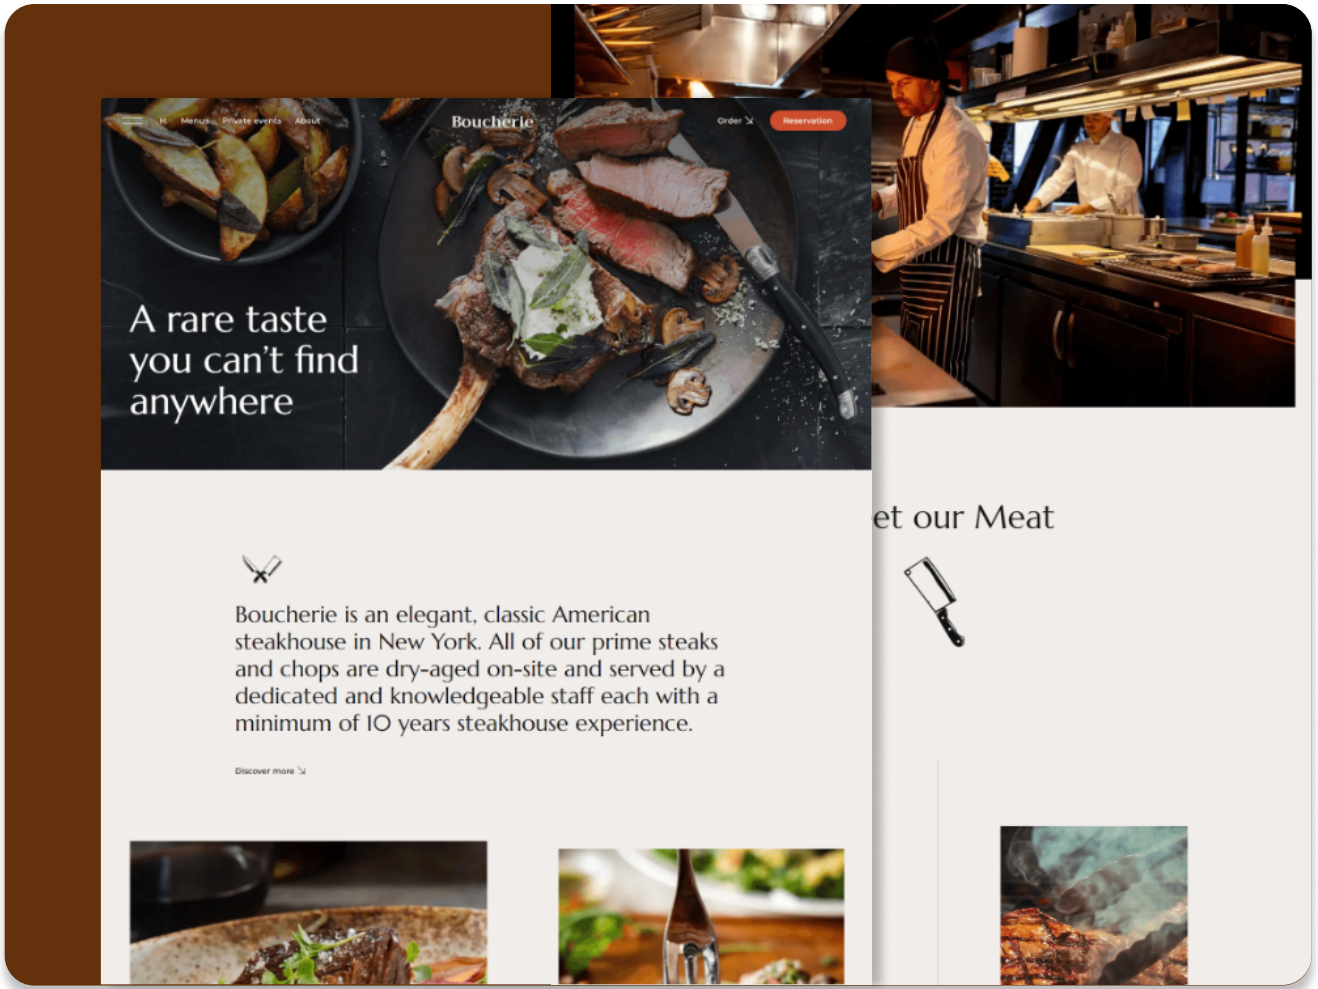 H. Menus Private events About
Boucherie
Order
Reservation
A rare taste
you can't find
anywhere
Boucherie is an elegant, classic American
steakhouse in New York. All of our prime steaks
and chops are dry-aged on-site and served by a
dedicated and knowledgeable staff each with a
minimum of 10 years steakhouse experience.
Discover more
et our Meat